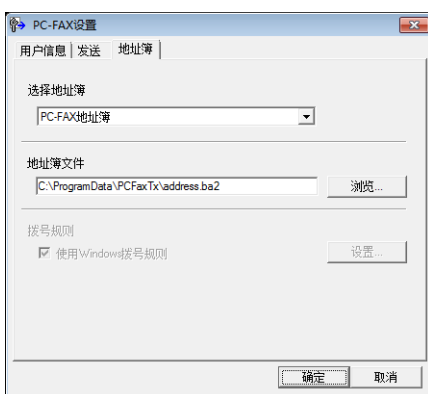 PC-FAX设置
用户信息 发送 地址簿
选择地址簿
PC-FAX地址簿
地址簿文件
C:\ProgramData\PCFaxTx\address.ba2 浏览...
拨号规则
使用Windows拨号规则 设置...
确定 取消